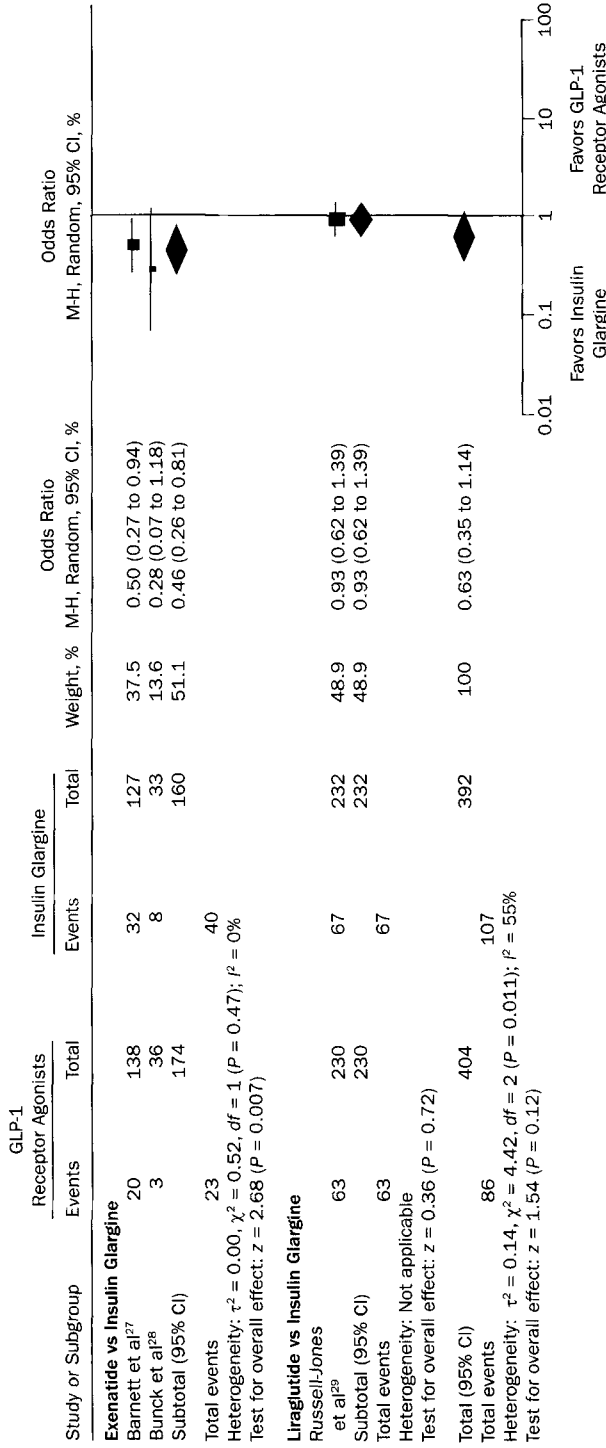 GLP-1
Receptor Agonists Insulin Glargine Odds Ratio Odds Ratio
Study or Subgroup Events Total Events Total Weight, % M-H, Random, 95% CI, % M-H, Random, 95% CI, %
Exenatide vs Insulin Glargine
Barnett et al27 20 138 32 127 37.5 0.50 (0.27 to 0.94)
Bunck et al28 3 36 8 33 13.6 0.28 (0.07 to 1.18)
Subtotal (95% CI) 174 160 51.1 0.46 (0.26 to 0.81)
Total events 23 40
Heterogeneity: τ² = 0.00, χ² = 0.52, df = 1 (P = 0.47); I² = 0%
Test for overall effect: z = 2.68 (P = 0.007)
Liraglutide vs Insulin Glargine
Russell-Jones
et al29 63 230 67 232 48.9 0.93 (0.62 to 1.39)
Subtotal (95% CI) 230 232 48.9 0.93 (0.62 to 1.39)
Total events 63 67
Heterogeneity: Not applicable
Test for overall effect: z = 0.36 (P = 0.72)
Total (95% CI) 404 392 100 0.63 (0.35 to 1.14)
Total events 86 107
Heterogeneity: τ² = 0.14, χ² = 4.42, df = 2 (P = 0.011); I² = 55%
Test for overall effect: z = 1.54 (P = 0.12)
0.01 0.1 1 10 100
Favors Insulin Favors GLP-1
Glargine Receptor Agonists